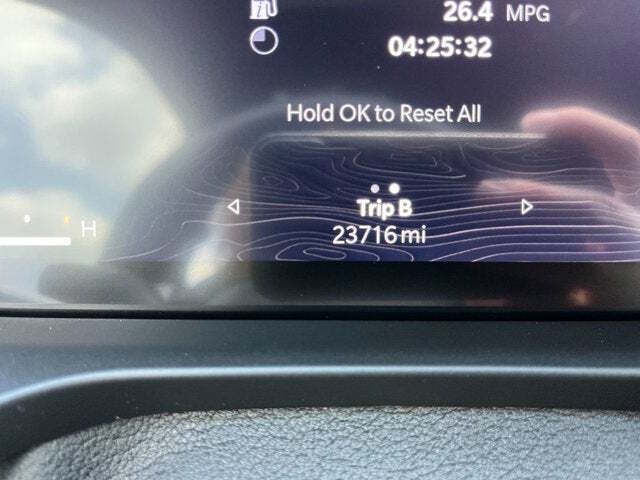 26.4 MPG
04:25:32
Hold OK to Reset All
Trip B
H
23716 mi